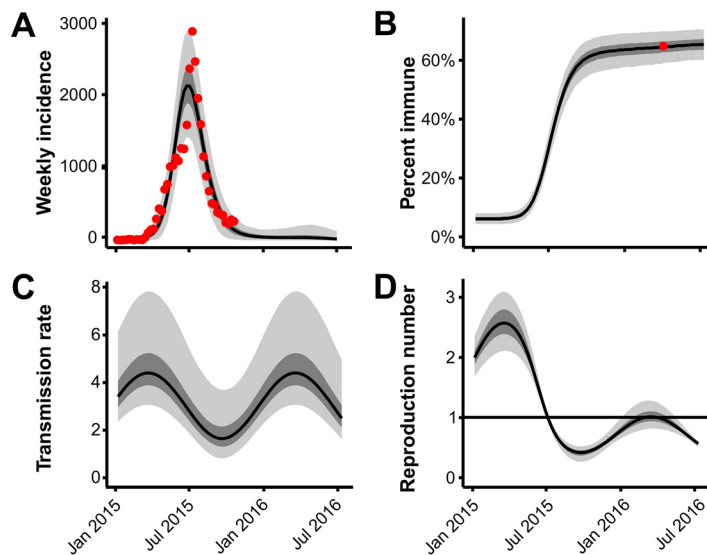 A
B
Weekly incidence
3000
2000
1000
0
Percent immune
60%
40%
20%
0%
C
D
Transmission rate
8
6
4
2
0
Reproduction number
3
2
1
0
Jan 2015
Jul 2015
Jan 2016
Jul 2016
Jan 2015
Jul 2015
Jan 2016
Jul 2016